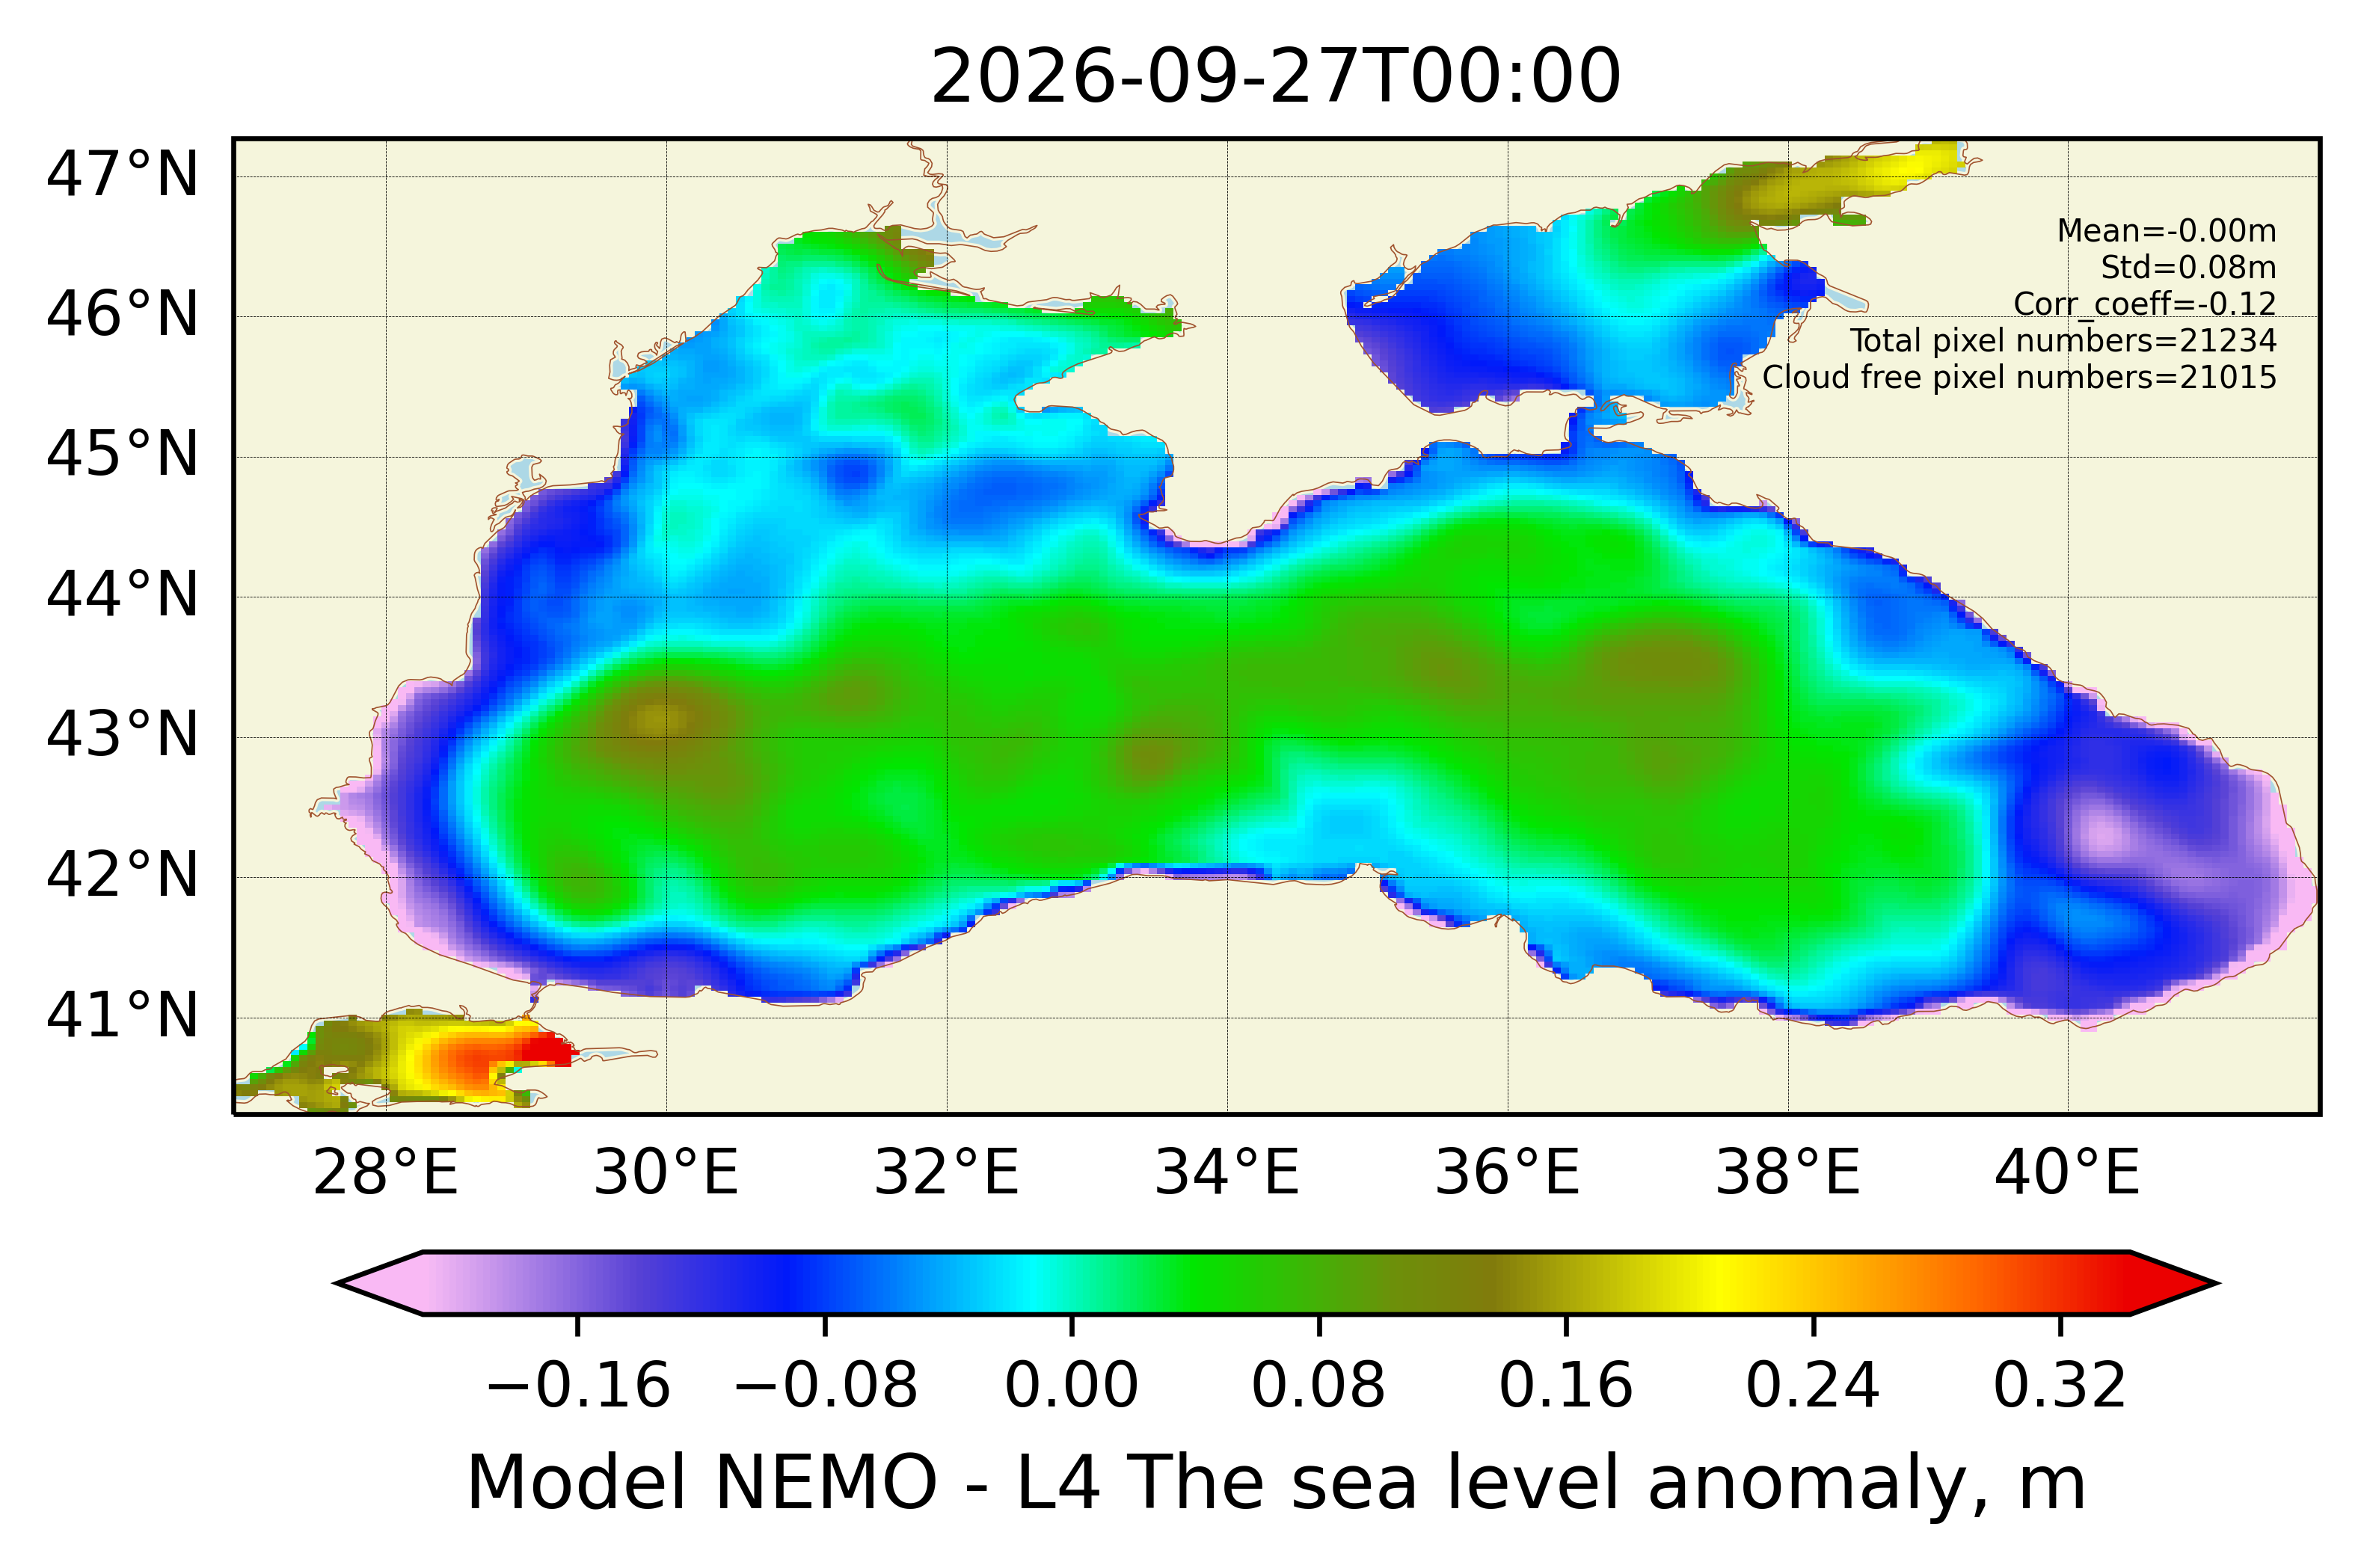 2026-09-27T00:00
47°N
46°N
45°N
44°N
43°N
42°N
41°N
Mean=-0.00m
Std=0.08m
Corr_coeff=-0.12
Total pixel numbers=21234
Cloud free pixel numbers=21015
28°E 30°E 32°E 34°E 36°E 38°E 40°E
−0.16 −0.08 0.00 0.08 0.16 0.24 0.32
Model NEMO - L4 The sea level anomaly, m